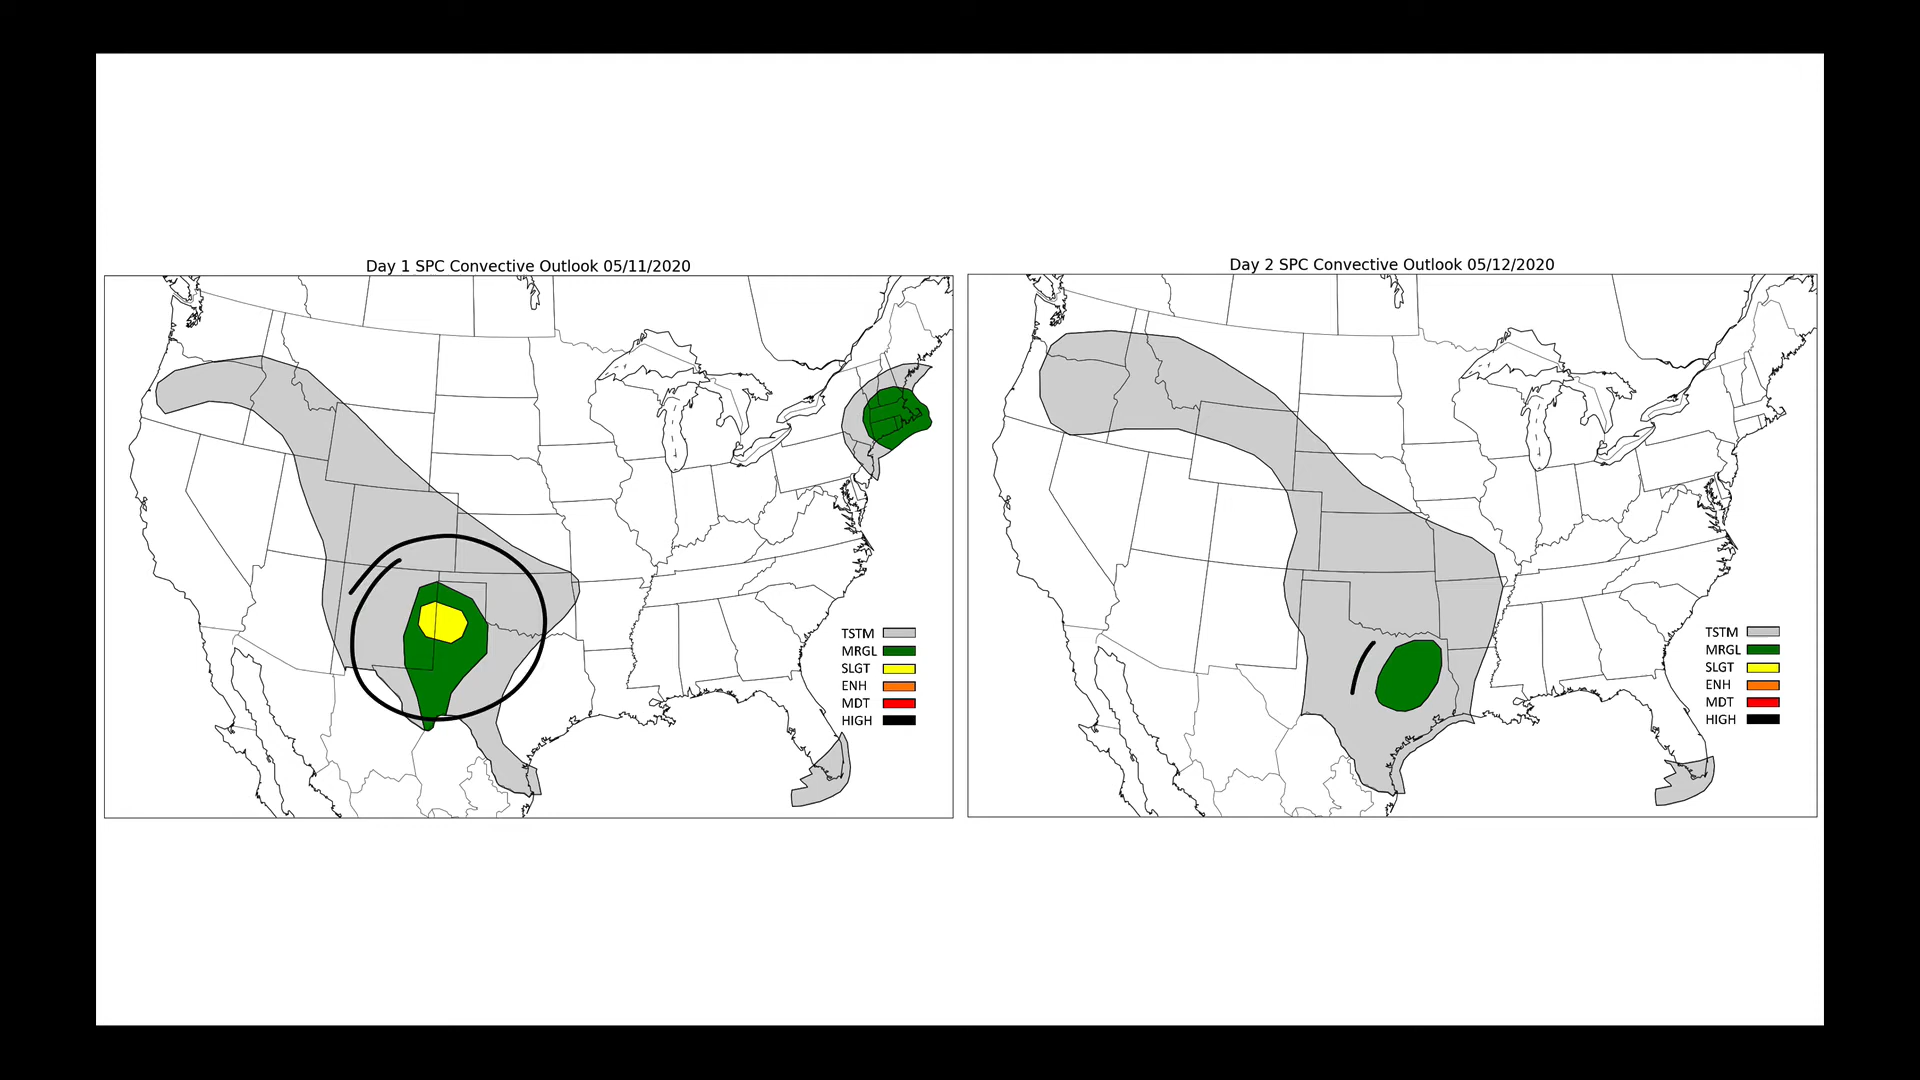 Day 1 SPC Convective Outlook 05/11/2020
TSTM
MRGL
SLGT
ENH
MDT
HIGH
Day 2 SPC Convective Outlook 05/12/2020
TSTM
MRGL
SLGT
ENH
MDT
HIGH